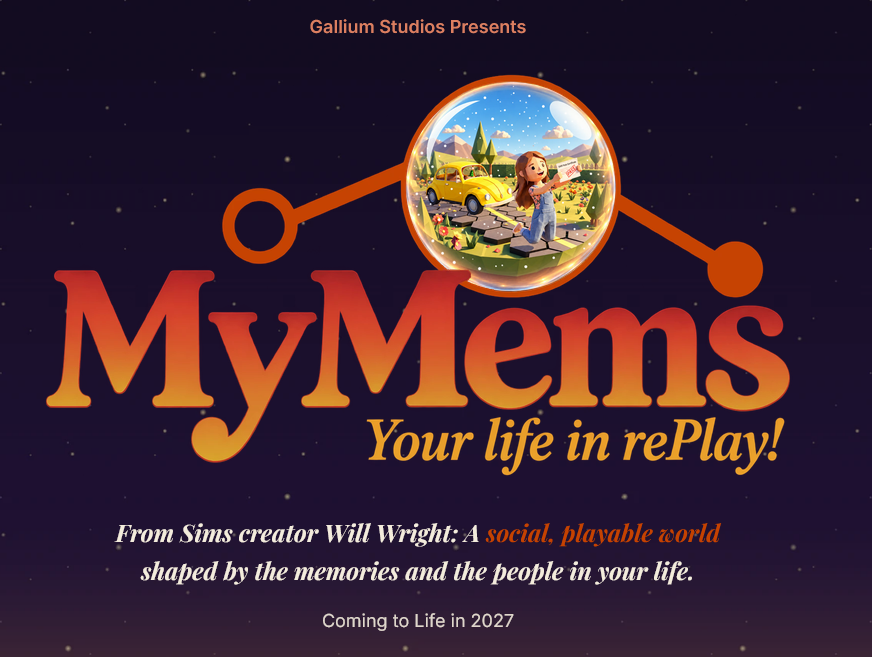 Gallium Studios Presents
MyMems
Your life in rePlay!
From Sims creator Will Wright: A social, playable world
shaped by the memories and the people in your life.
Coming to Life in 2027